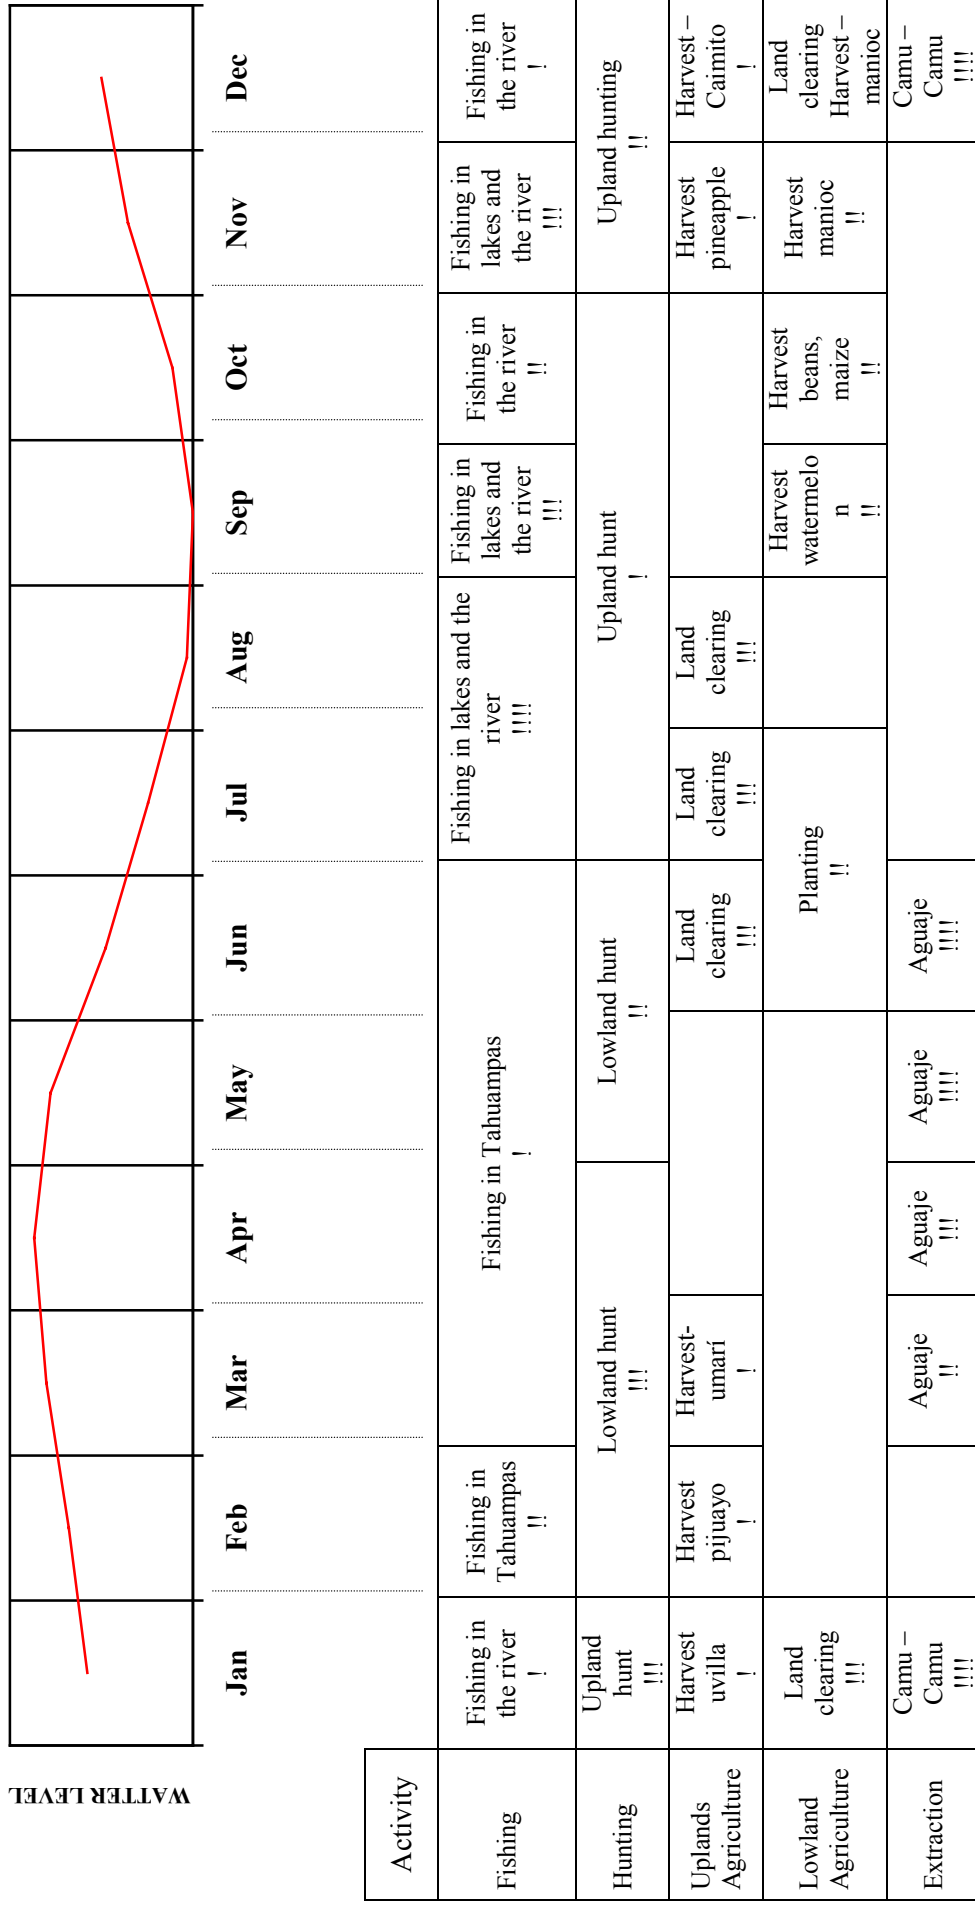 WATTER LEVEL
Jan
Feb
Mar
Apr
May
Jun
Jul
Aug
Sep
Oct
Nov
Dec
Activity
Fishing
Fishing in
the river
!
Fishing in
Tahuampas
!!
Fishing in Tahuampas
!
Fishing in lakes and the
river
!!!!
Fishing in
lakes and
the river
!!!
Fishing in
the river
!!
Fishing in
lakes and
the river
!!!
Fishing in
the river
!
Hunting
Upland
hunt
!!!
Lowland hunt
!!!
Lowland hunt
!!
Upland hunt
!
Upland hunting
!!
Uplands
Agriculture
Harvest
uvilla
!
Harvest
pijuayo
!
Harvest-
umarí
!
Land
clearing
!!!
Land
clearing
!!!
Land
clearing
!!!
Harvest
pineapple
!
Harvest –
Caimito
!
Lowland
Agriculture
Land
clearing
!!!
Planting
!!
Harvest
watermelo
n
!!
Harvest
beans,
maize
!!
Harvest
manioc
!!
Land
clearing
Harvest –
manioc
Extraction
Camu –
Camu
!!!!
Aguaje
!!
Aguaje
!!!
Aguaje
!!!!
Aguaje
!!!!
Camu –
Camu
!!!!